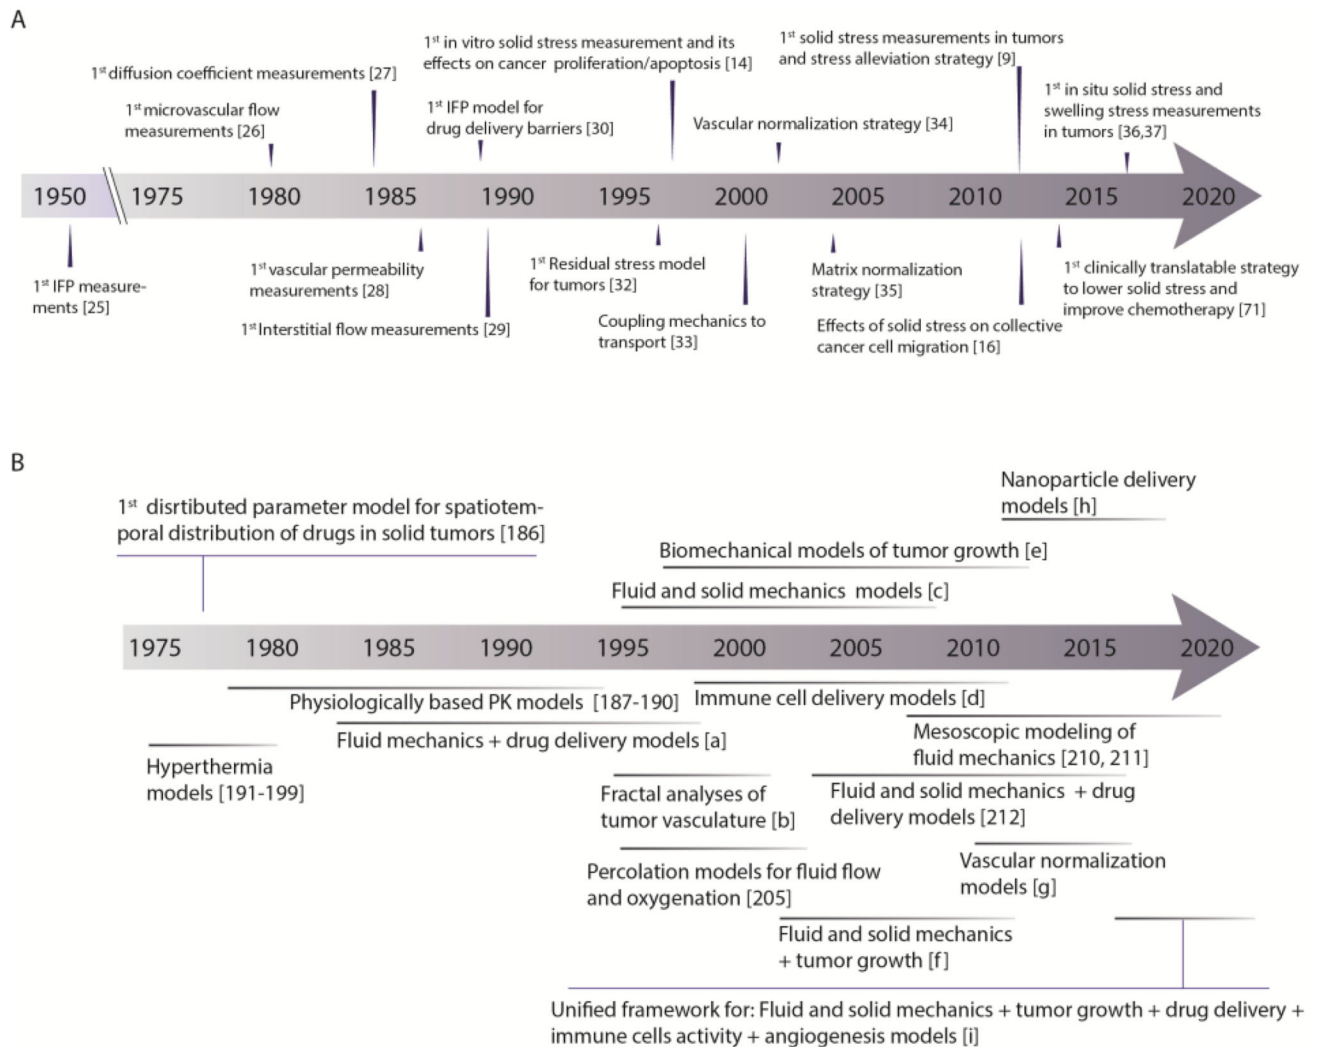 A
1st in vitro solid stress measurement and its
effects on cancer proliferation/apoptosis [14]
1st solid stress measurements in tumors
and stress alleviation strategy [9]
1st diffusion coefficient measurements [27]
1st microvascular flow
measurements [26]
1st IFP model for
drug delivery barriers [30]
Vascular normalization strategy [34]
1st in situ solid stress and
swelling stress measurements
in tumors [36,37]
1950 1975 1980 1985 1990 1995 2000 2005 2010 2015 2020
1st IFP measure-
ments [25]
1st vascular permeability
measurements [28]
1st Interstitial flow measurements [29]
1st Residual stress model
for tumors [32]
Coupling mechanics to
transport [33]
Matrix normalization
strategy [35]
Effects of solid stress on collective
cancer cell migration [16]
1st clinically translatable strategy
to lower solid stress and
improve chemotherapy [71]
B
1st disrtibuted parameter model for spatiotem-
poral distribution of drugs in solid tumors [186]
Nanoparticle delivery
models [h]
Biomechanical models of tumor growth [e]
Fluid and solid mechanics models [c]
1975 1980 1985 1990 1995 2000 2005 2010 2015 2020
Physiologically based PK models [187-190]
Immune cell delivery models [d]
Fluid mechanics + drug delivery models [a]
Mesoscopic modeling of
fluid mechanics [210, 211]
Hyperthermia
models [191-199]
Fractal analyses of
tumor vasculature [b]
Fluid and solid mechanics + drug
delivery models [212]
Percolation models for fluid flow
and oxygenation [205]
Vascular normalization
models [g]
Fluid and solid mechanics
+ tumor growth [f]
Unified framework for: Fluid and solid mechanics + tumor growth + drug delivery +
immune cells activity + angiogenesis models [i]